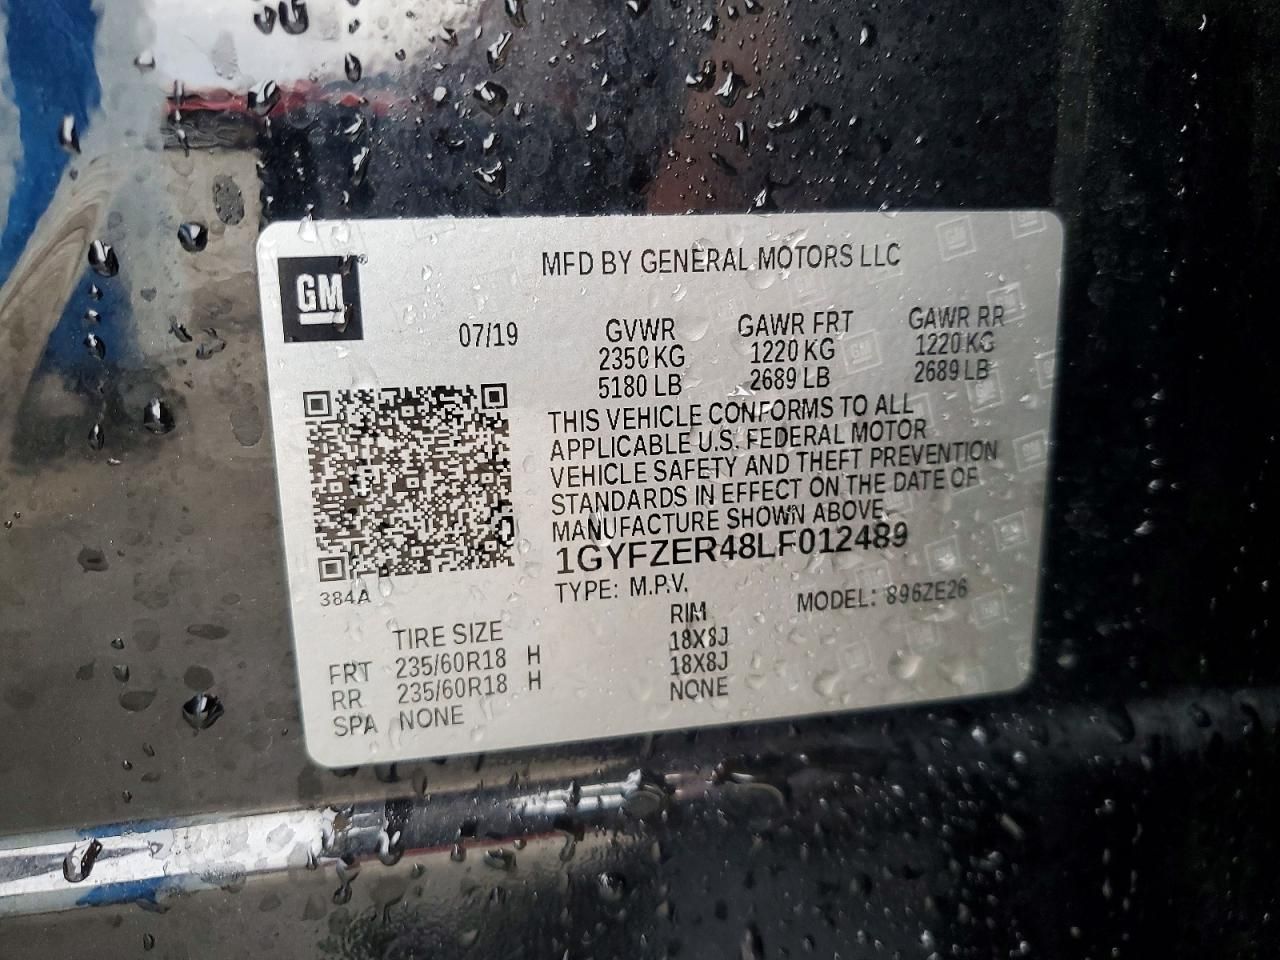 GM
MFD BY GENERAL MOTORS LLC
07/19
GVWR GAWR FRT GAWR RR
2350 KG 1220 KG 1220 KG
5180 LB 2689 LB 2689 LB
THIS VEHICLE CONFORMS TO ALL
APPLICABLE U.S. FEDERAL MOTOR
VEHICLE SAFETY AND THEFT PREVENTION
STANDARDS IN EFFECT ON THE DATE OF
MANUFACTURE SHOWN ABOVE.
1GYFZER48LF012489
384A
TYPE: M.P.V. MODEL: 896ZE26
TIRE SIZE RIM
FRT 235/60R18 H 18X8J
RR 235/60R18 H 18X8J
SPA NONE NONE